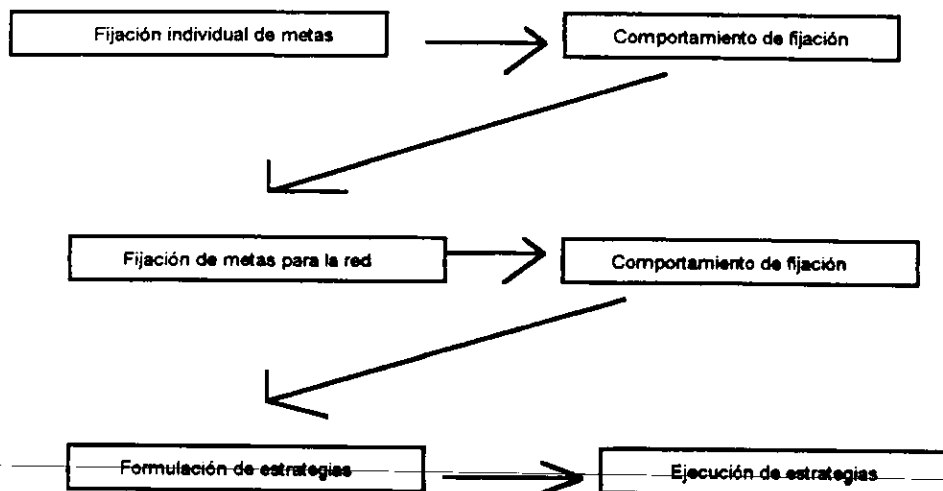 Fijación individual de metas
Comportamiento de fijación
Fijación de metas para la red
Comportamiento de fijación
Formulación de estrategias
Ejecución de estrategias